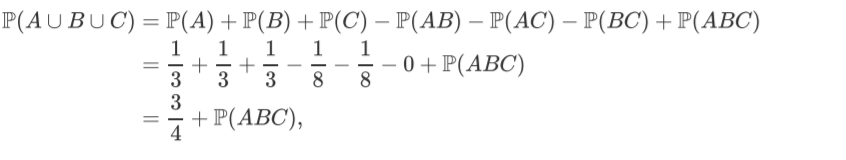 ℙ(A ∪ B ∪ C) = ℙ(A) + ℙ(B) + ℙ(C) − ℙ(AB) − ℙ(AC) − ℙ(BC) + ℙ(ABC)
= 1/3 + 1/3 + 1/3 − 1/8 − 1/8 − 0 + ℙ(ABC)
= 3/4 + ℙ(ABC),